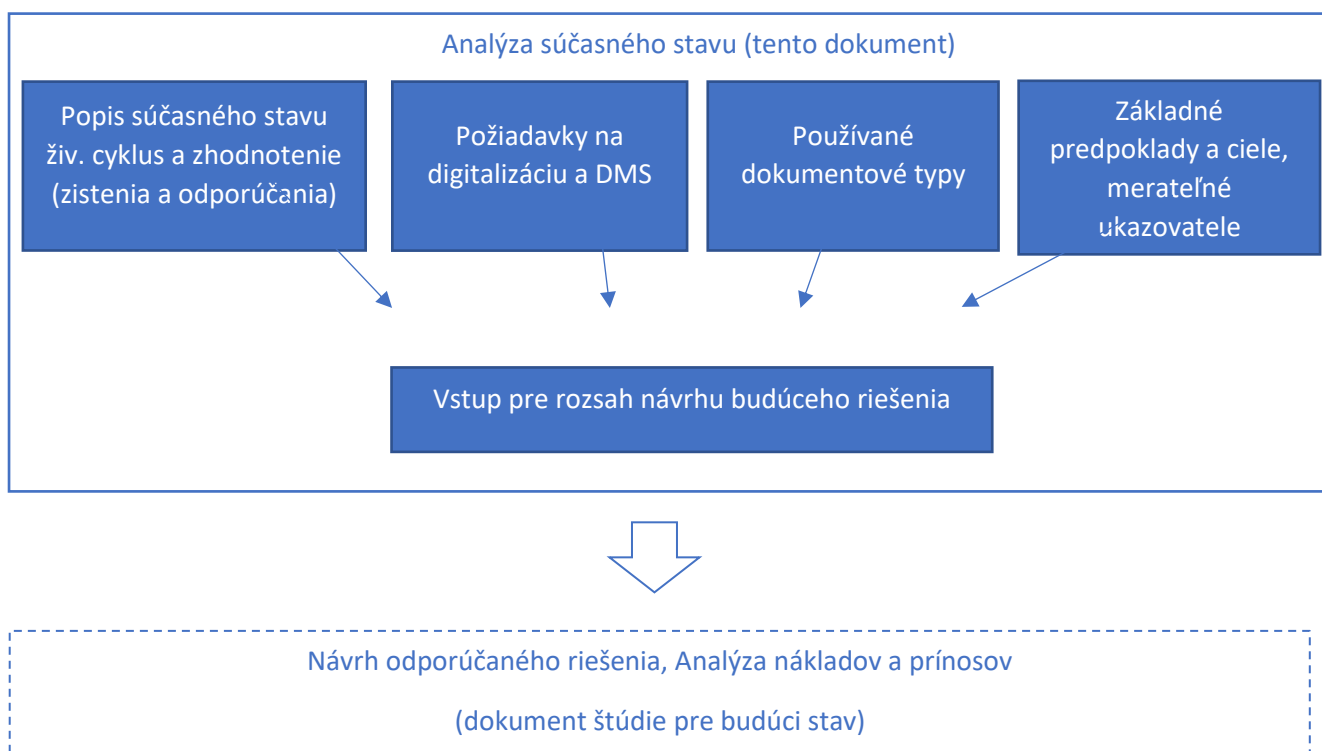 Analýza súčasného stavu (tento dokument)
Popis súčasného stavu
živ. cyklus a zhodnotenie
(zistenia a odporúčania)
Požiadavky na
digitalizáciu a DMS
Používané
dokumentové typy
Základné
predpoklady a ciele,
merateľné
ukazovatele
Vstup pre rozsah návrhu budúceho riešenia
Návrh odporúčaného riešenia, Analýza nákladov a prínosov
(dokument štúdie pre budúci stav)